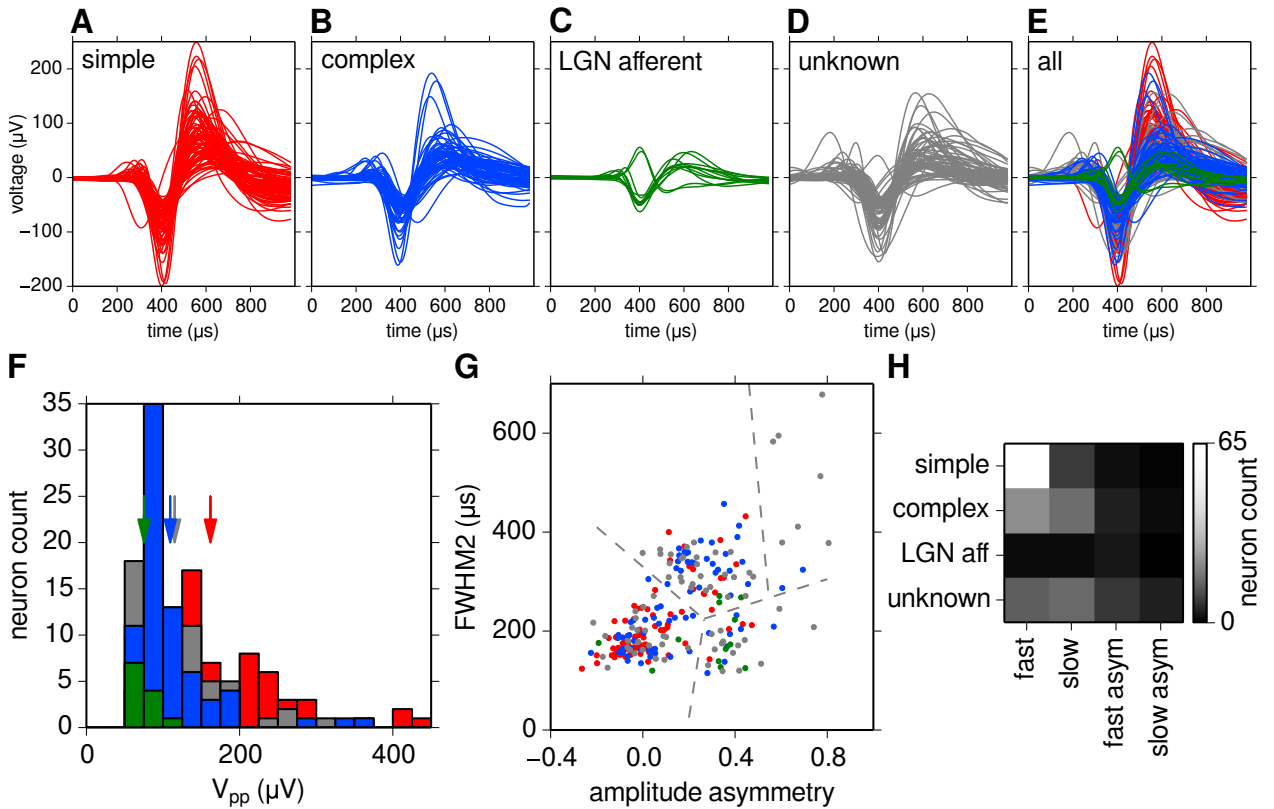 A B C D E
simple complex LGN afferent unknown all
voltage (µV)
200
100
0
−100
−200
0 200 400 600 800 0 200 400 600 800 0 200 400 600 800 0 200 400 600 800 0 200 400 600 800
time (µs) time (µs) time (µs) time (µs) time (µs)
F
neuron count
35
30
25
20
15
10
5
0
0 200 400
Vpp (µV)
G
FWHM2 (µs)
600
400
200
0
−0.4 0.0 0.4 0.8
amplitude asymmetry
H
simple
complex
LGN aff
unknown
fast slow fast asym slow asym
65
0
neuron count